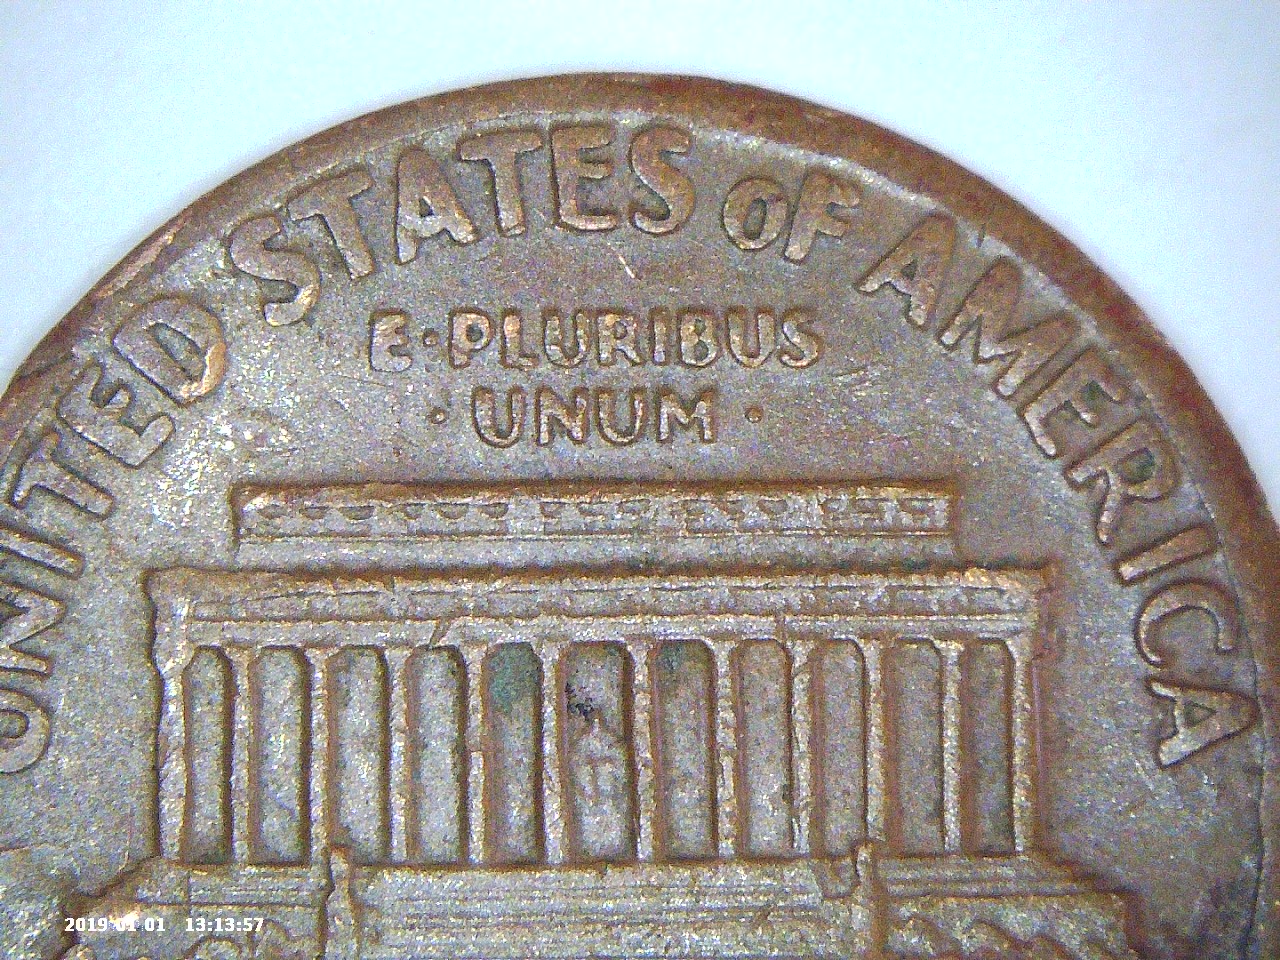 UNITED STATES OF AMERICA
E·PLURIBUS
·UNUM·
2019-01-01 13:13:57